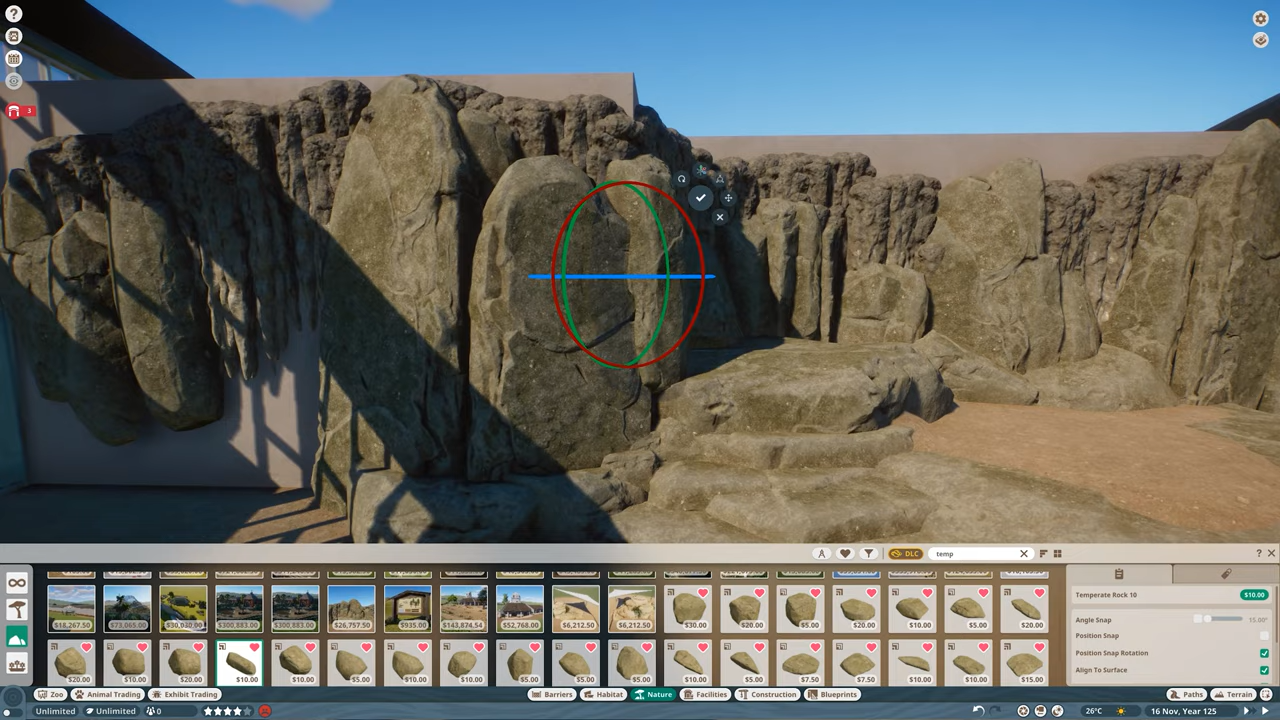 ?
3
DLC
temp
?
$18,267.50
$73,065.00
$30,030.00
$300,883.00
$300,883.00
$26,757.50
$935.00
$143,874.54
$52,768.00
$6,212.50
$6,212.50
$30.00
$20.00
$5.00
$20.00
$10.00
$5.00
$20.00
$20.00
$10.00
$20.00
$10.00
$10.00
$5.00
$10.00
$10.00
$5.00
$5.00
$5.00
$10.00
$5.00
$7.50
$7.50
$10.00
$10.00
$15.00
Temperate Rock 10
$10.00
Angle Snap
15.00°
Position Snap
Position Snap Rotation
Align To Surface
Zoo
Animal Trading
Exhibit Trading
Barriers
Habitat
Nature
Facilities
Construction
Blueprints
Paths
Terrain
Unlimited
Unlimited
0
26°C
16 Nov, Year 125